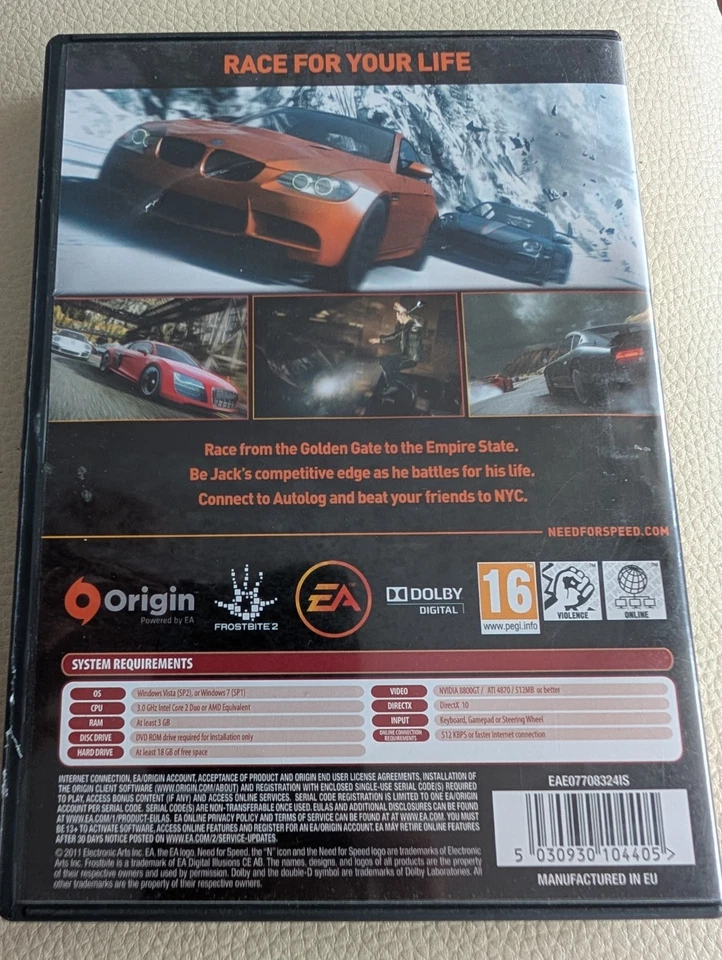 RACE FOR YOUR LIFE
Race from the Golden Gate to the Empire State.
Be Jack's competitive edge as he battles for his life.
Connect to Autolog and beat your friends to NYC.
NEEDFORSPEED.COM
Origin
Powered by EA
FROSTBITE 2
EA
DOLBY
DIGITAL
16
www.pegi.info
VIOLENCE
ONLINE
SYSTEM REQUIREMENTS
OS Windows Vista (SP2), or Windows 7 (SP1)
CPU 3.0 GHz Intel Core 2 Duo or AMD Equivalent
RAM At least 3 GB
DISC DRIVE DVD ROM drive required for installation only
HARD DRIVE At least 18 GB of free space
VIDEO NVIDIA 8800GT / ATI 4870 / 512MB or better
DIRECTX DirectX 10
INPUT Keyboard, Gamepad or Steering Wheel
ONLINE CONNECTION REQUIREMENTS 512 KBPS or faster Internet connection
INTERNET CONNECTION, EA/ORIGIN ACCOUNT, ACCEPTANCE OF PRODUCT AND ORIGIN END USER LICENSE AGREEMENTS, INSTALLATION OF
THE ORIGIN CLIENT SOFTWARE (WWW.ORIGIN.COM/ABOUT) AND REGISTRATION WITH ENCLOSED SINGLE-USE SERIAL CODE(S) REQUIRED
TO PLAY, ACCESS BONUS CONTENT (IF ANY) AND ACCESS ONLINE SERVICES. SERIAL CODE REGISTRATION IS LIMITED TO ONE EA/ORIGIN
ACCOUNT PER SERIAL CODE. SERIAL CODE(S) ARE NON-TRANSFERABLE ONCE USED. EULAS AND ADDITIONAL DISCLOSURES CAN BE FOUND
AT WWW.EA.COM/1/PRODUCT-EULAS. EA ONLINE PRIVACY POLICY AND TERMS OF SERVICE CAN BE FOUND AT AT WWW.EA.COM. YOU MUST
BE 13+ TO ACTIVATE SOFTWARE, ACCESS ONLINE FEATURES AND REGISTER FOR AN EA/ORIGIN ACCOUNT. EA MAY RETIRE ONLINE FEATURES
AFTER 30 DAYS NOTICE POSTED ON WWW.EA.COM/2/SERVICE-UPDATES.
© 2011 Electronic Arts Inc. EA, the EA logo, Need for Speed, the "N" icon and the Need for Speed logo are trademarks of Electronic
Arts Inc. Frostbite is a trademark of EA Digital Illusions CE AB. The names, designs, and logos of all products are the property
of their respective owners and used by permission. Dolby and the double-D symbol are trademarks of Dolby Laboratories. All
other trademarks are the property of their respective owners.
EAE07708324IS
5 030930 104405 >
MANUFACTURED IN EU